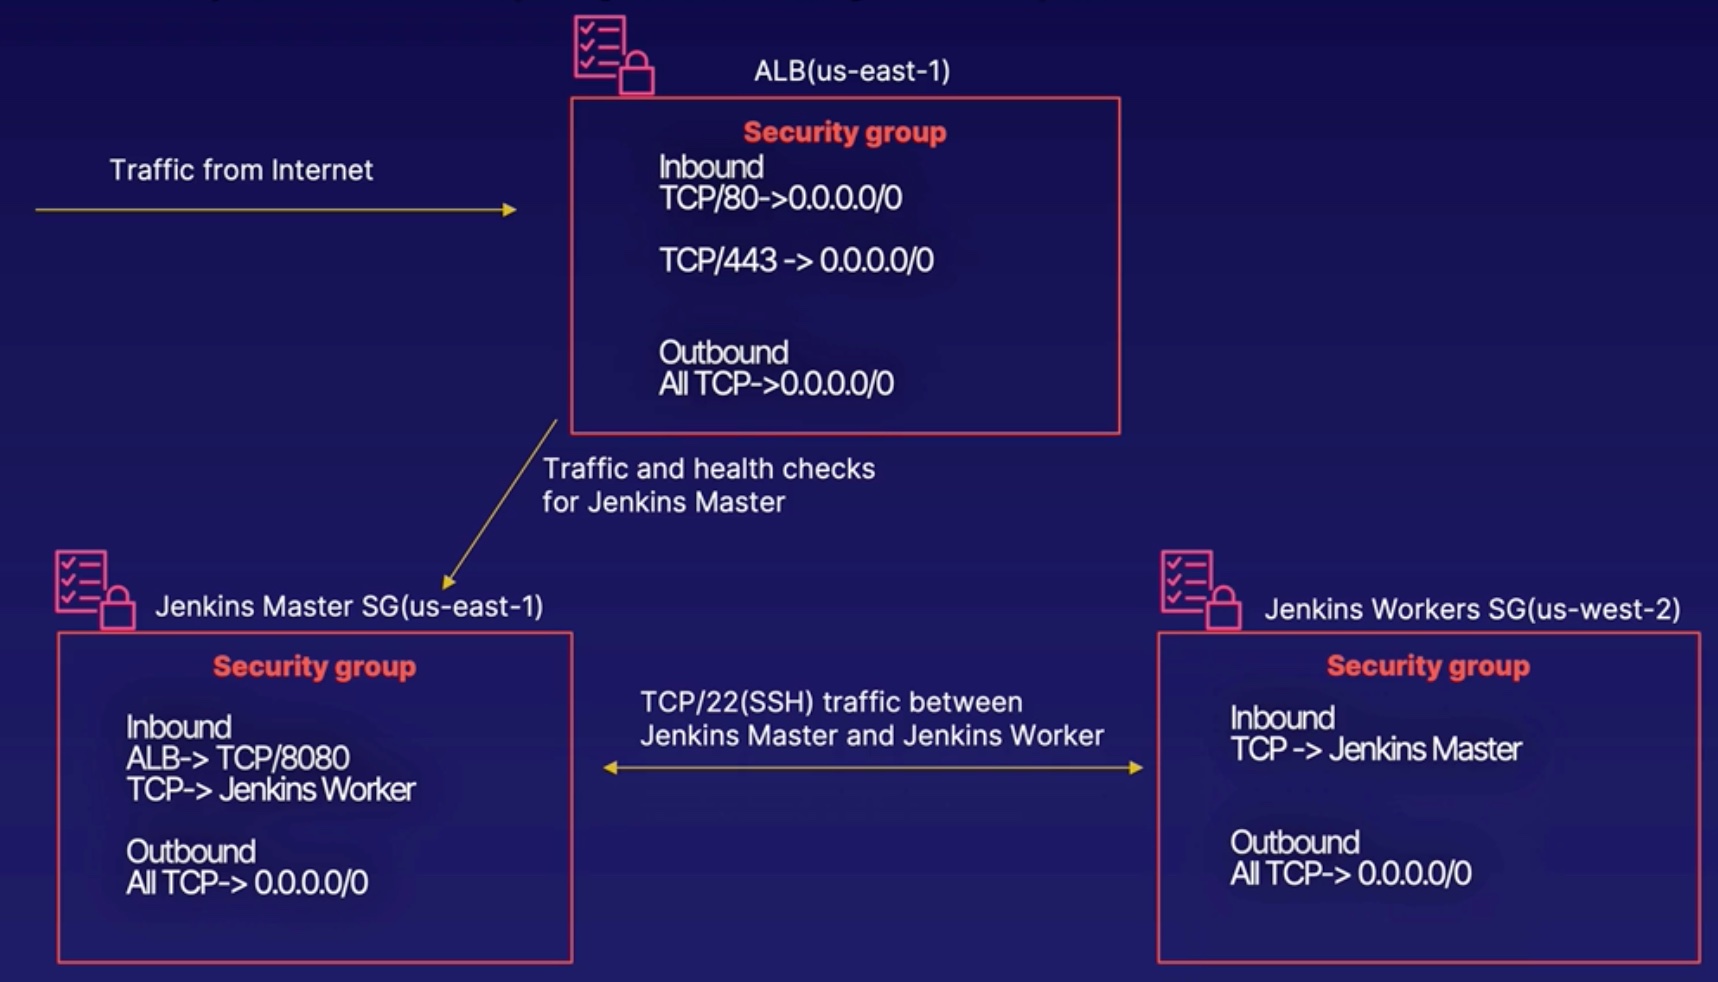 ALB(us-east-1)
Security group
Inbound
TCP/80->0.0.0.0/0
TCP/443 -> 0.0.0.0/0
Outbound
All TCP->0.0.0.0/0
Traffic from Internet
Traffic and health checks
for Jenkins Master
Jenkins Master SG(us-east-1)
Security group
Inbound
ALB-> TCP/8080
TCP-> Jenkins Worker
Outbound
All TCP-> 0.0.0.0/0
TCP/22(SSH) traffic between
Jenkins Master and Jenkins Worker
Jenkins Workers SG(us-west-2)
Security group
Inbound
TCP -> Jenkins Master
Outbound
All TCP-> 0.0.0.0/0